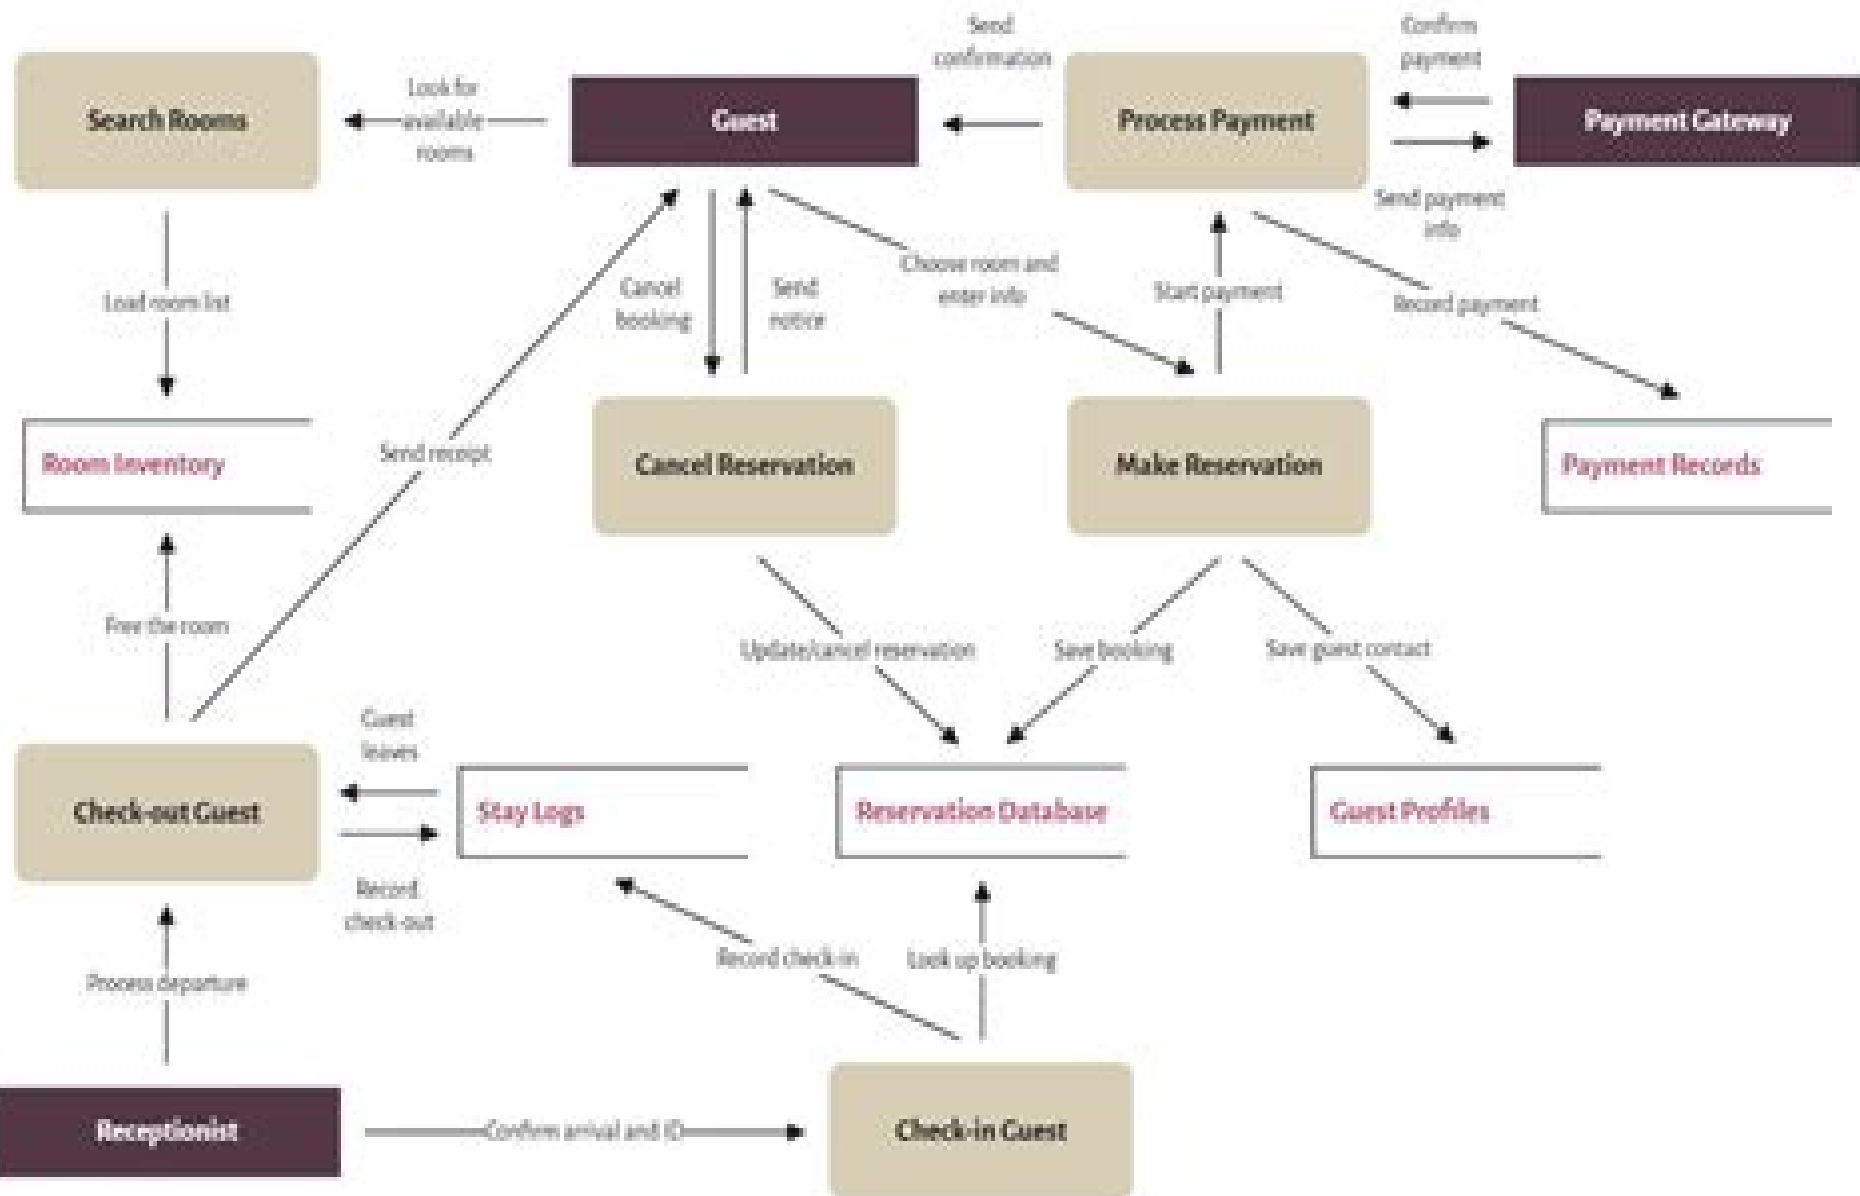 Send
confirmation
Confirm
payment
Search Rooms
Look for
available
rooms
Guest
Process Payment
Payment Gateway
Send payment
info
Load room list
Cancel
booking
Send
notice
Choose room and
enter info
Start payment
Record payment
Room Inventory
Send receipt
Cancel Reservation
Make Reservation
Payment Records
Free the room
Update/cancel reservation
Save booking
Save guest contact
Guest
leaves
Check-out Guest
Stay Logs
Reservation Database
Guest Profiles
Record
check-out
Process departure
Record check-in
Look up booking
Receptionist
Confirm arrival and ID
Check-in Guest